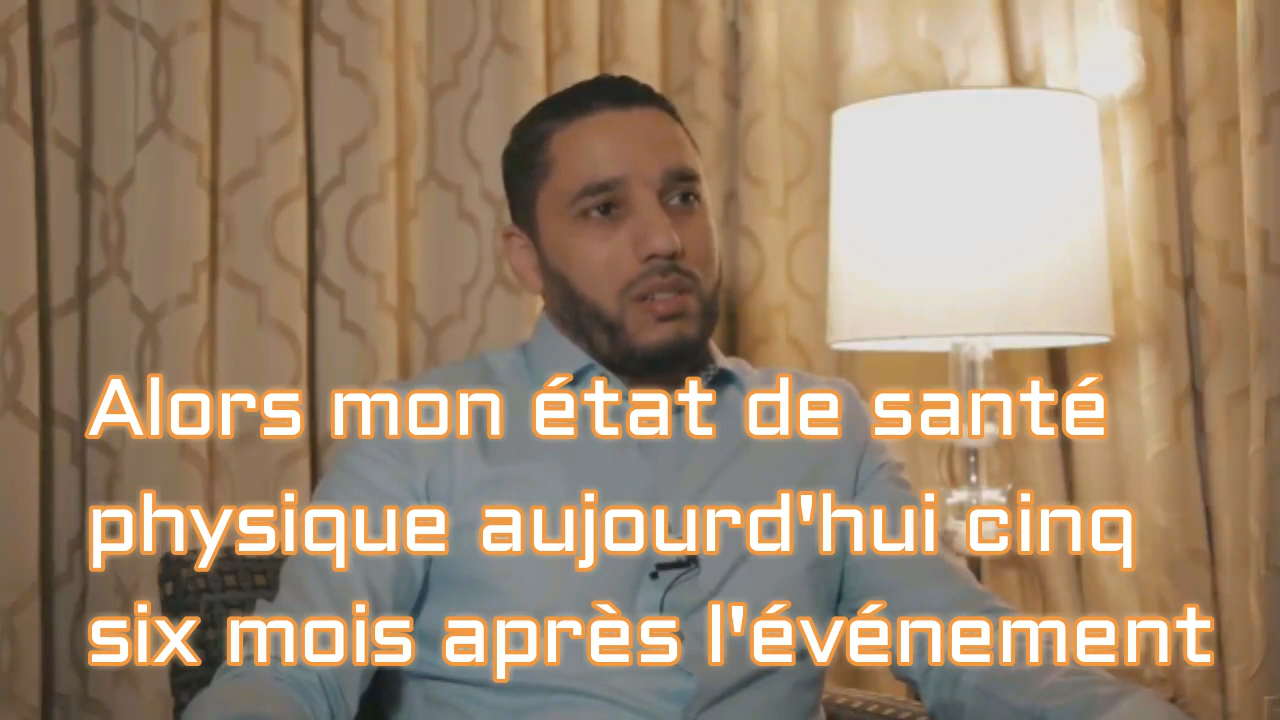 Alors mon état de santé
physique aujourd'hui cinq
six mois après l'événement